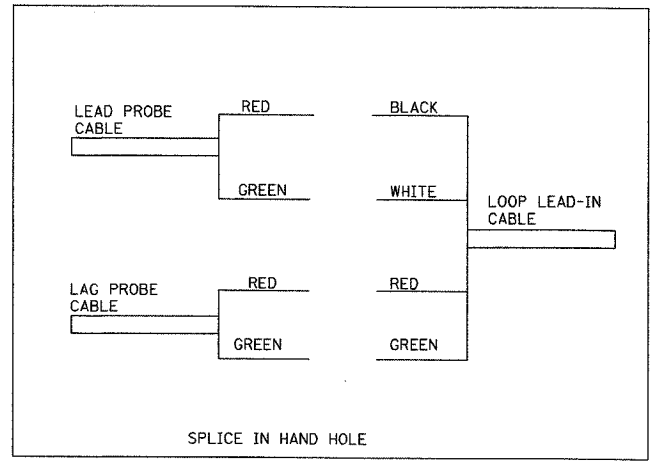 LEAD PROBE
CABLE
RED
GREEN
BLACK
WHITE
LOOP LEAD-IN
CABLE
LAG PROBE
CABLE
RED
GREEN
RED
GREEN
SPLICE IN HAND HOLE